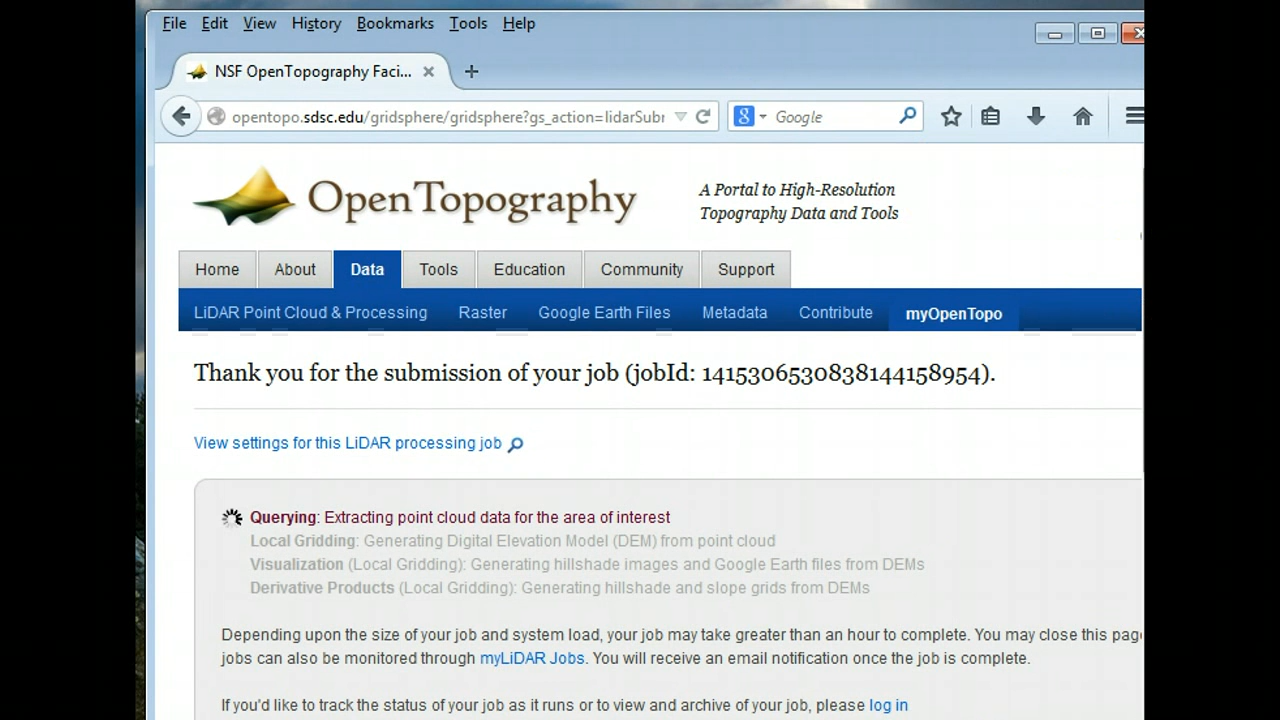 File Edit View History Bookmarks Tools Help
NSF OpenTopography Faci...
opentopo.sdsc.edu/gridsphere/gridsphere?gs_action=lidarSubr
Google
OpenTopography
A Portal to High-Resolution
Topography Data and Tools
Home About Data Tools Education Community Support
LiDAR Point Cloud & Processing Raster Google Earth Files Metadata Contribute myOpenTopo
Thank you for the submission of your job (jobId: 1415306530838144158954).
View settings for this LiDAR processing job
Querying: Extracting point cloud data for the area of interest
Local Gridding: Generating Digital Elevation Model (DEM) from point cloud
Visualization (Local Gridding): Generating hillshade images and Google Earth files from DEMs
Derivative Products (Local Gridding): Generating hillshade and slope grids from DEMs
Depending upon the size of your job and system load, your job may take greater than an hour to complete. You may close this page
jobs can also be monitored through myLiDAR Jobs. You will receive an email notification once the job is complete.
If you'd like to track the status of your job as it runs or to view and archive of your job, please log in